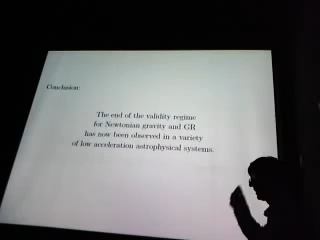 Conclusion:
The end of the validity regime
for Newtonian gravity and GR
has now been observed in a variety
of low acceleration astrophysical systems.